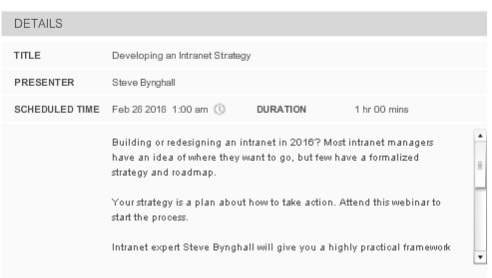 DETAILS
TITLE Developing an Intranet Strategy
PRESENTER Steve Bynghall
SCHEDULED TIME Feb 26 2016 1:00 am DURATION 1 hr 00 mins
Building or redesigning an intranet in 2016? Most intranet managers
have an idea of where they want to go, but few have a formalized
strategy and roadmap.
Your strategy is a plan about how to take action. Attend this webinar to
start the process.
Intranet expert Steve Bynghall will give you a highly practical framework